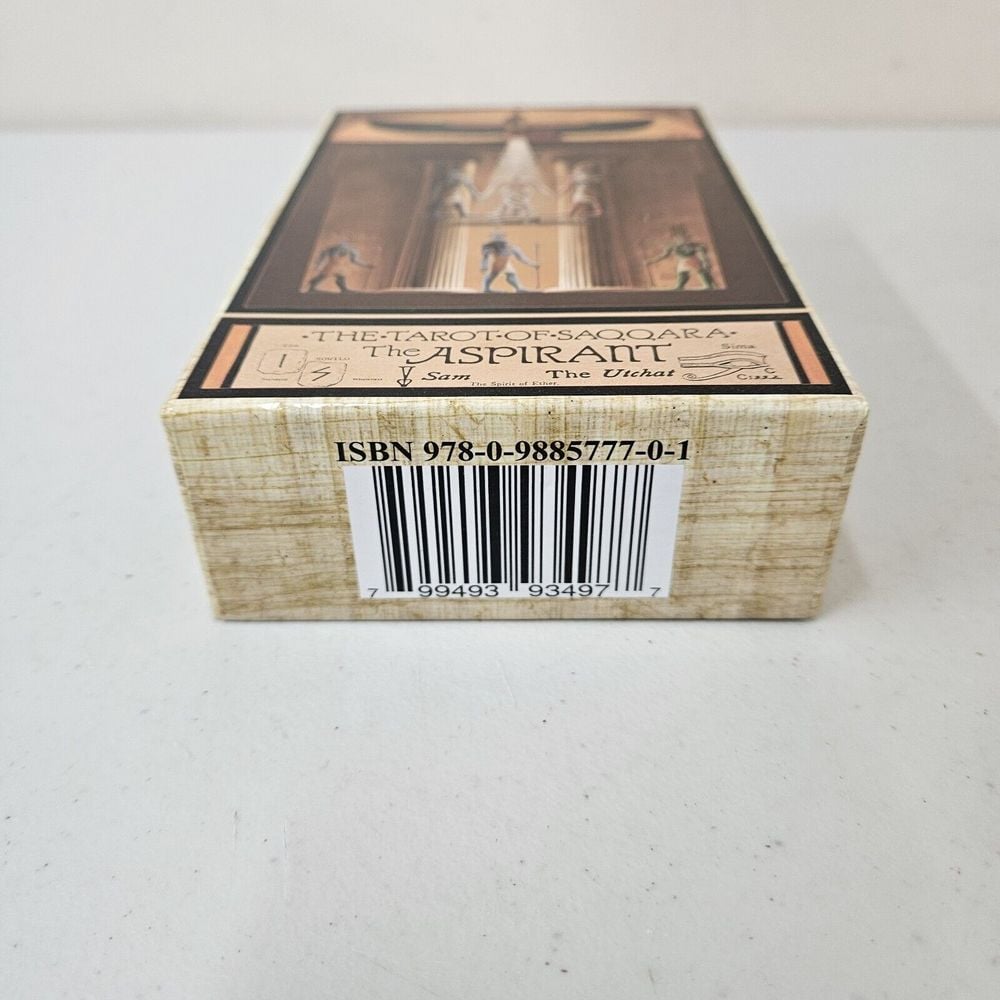 ·THE·TAROT·OF·SAQQARA·
The ASPIRANT
I
Sam
The Utchat
The Spirit of Ether.
ISBN 978-0-9885777-0-1
7 99493 93497 7